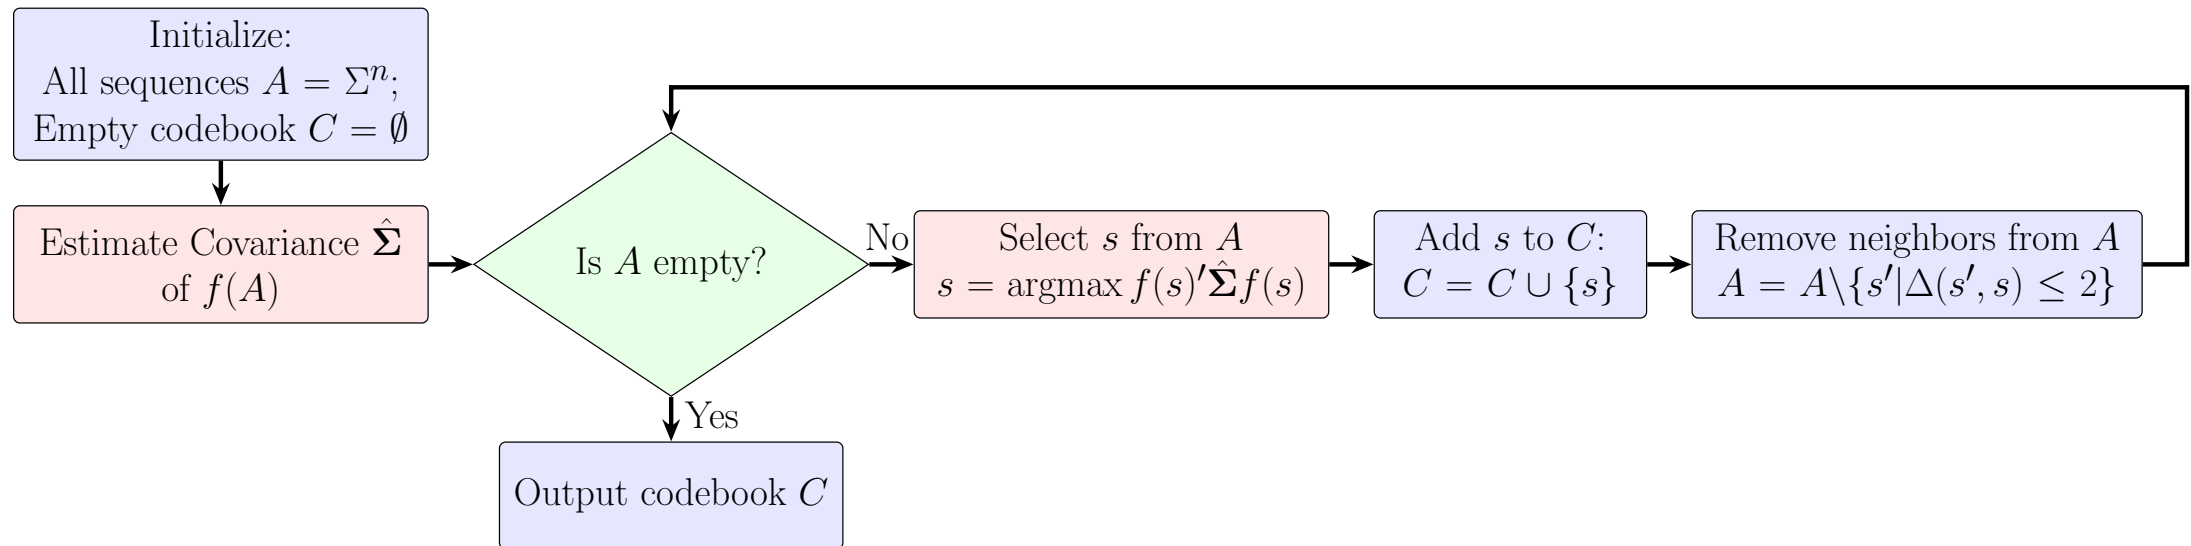 Initialize:
All sequences A = Σⁿ;
Empty codebook C = ∅
Estimate Covariance Σ̂
of f(A)
Is A empty?
No
Select s from A
s = argmax f(s)′Σ̂f(s)
Add s to C:
C = C ∪ {s}
Remove neighbors from A
A = A\{s′|Δ(s′, s) ≤ 2}
Yes
Output codebook C